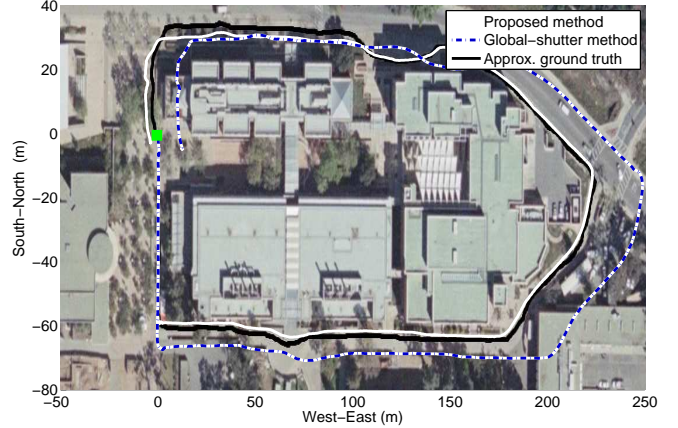 40
20
0
−20
−40
−60
−80
−50
0
50
100
150
200
250
South−North (m)
West−East (m)
Proposed method
Global−shutter method
Approx. ground truth